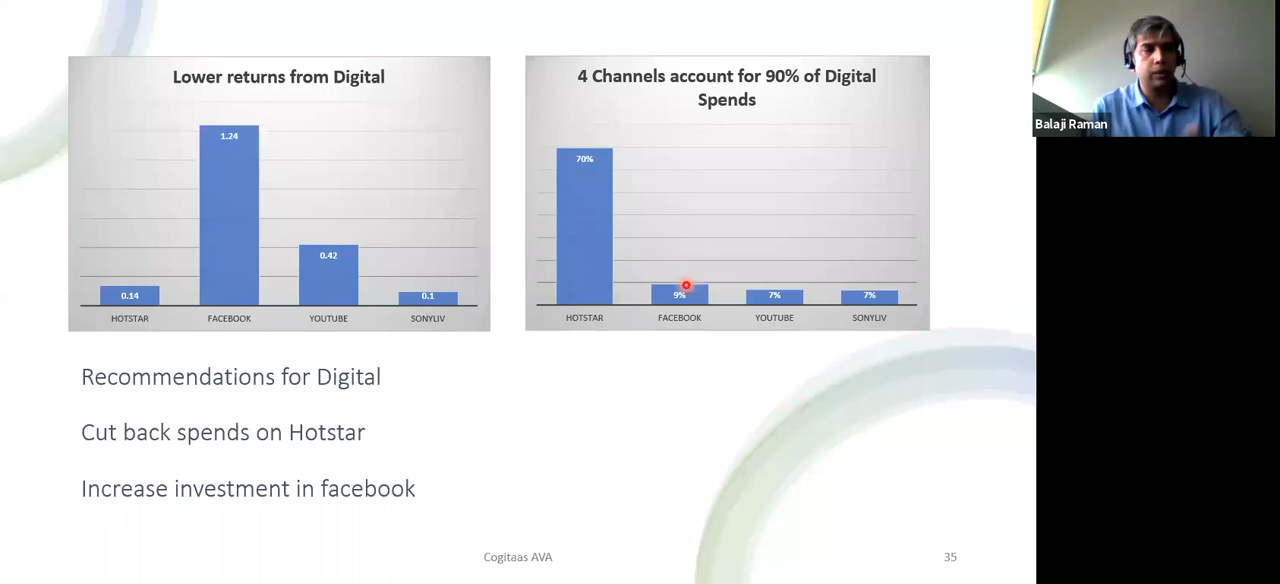 Lower returns from Digital
1.24
0.42
0.14
0.1
HOTSTAR
FACEBOOK
YOUTUBE
SONYLIV
4 Channels account for 90% of Digital
Spends
70%
9%
7%
7%
HOTSTAR
FACEBOOK
YOUTUBE
SONYLIV
Balaji Raman
Recommendations for Digital
Cut back spends on Hotstar
Increase investment in facebook
Cogitaas AVA
35